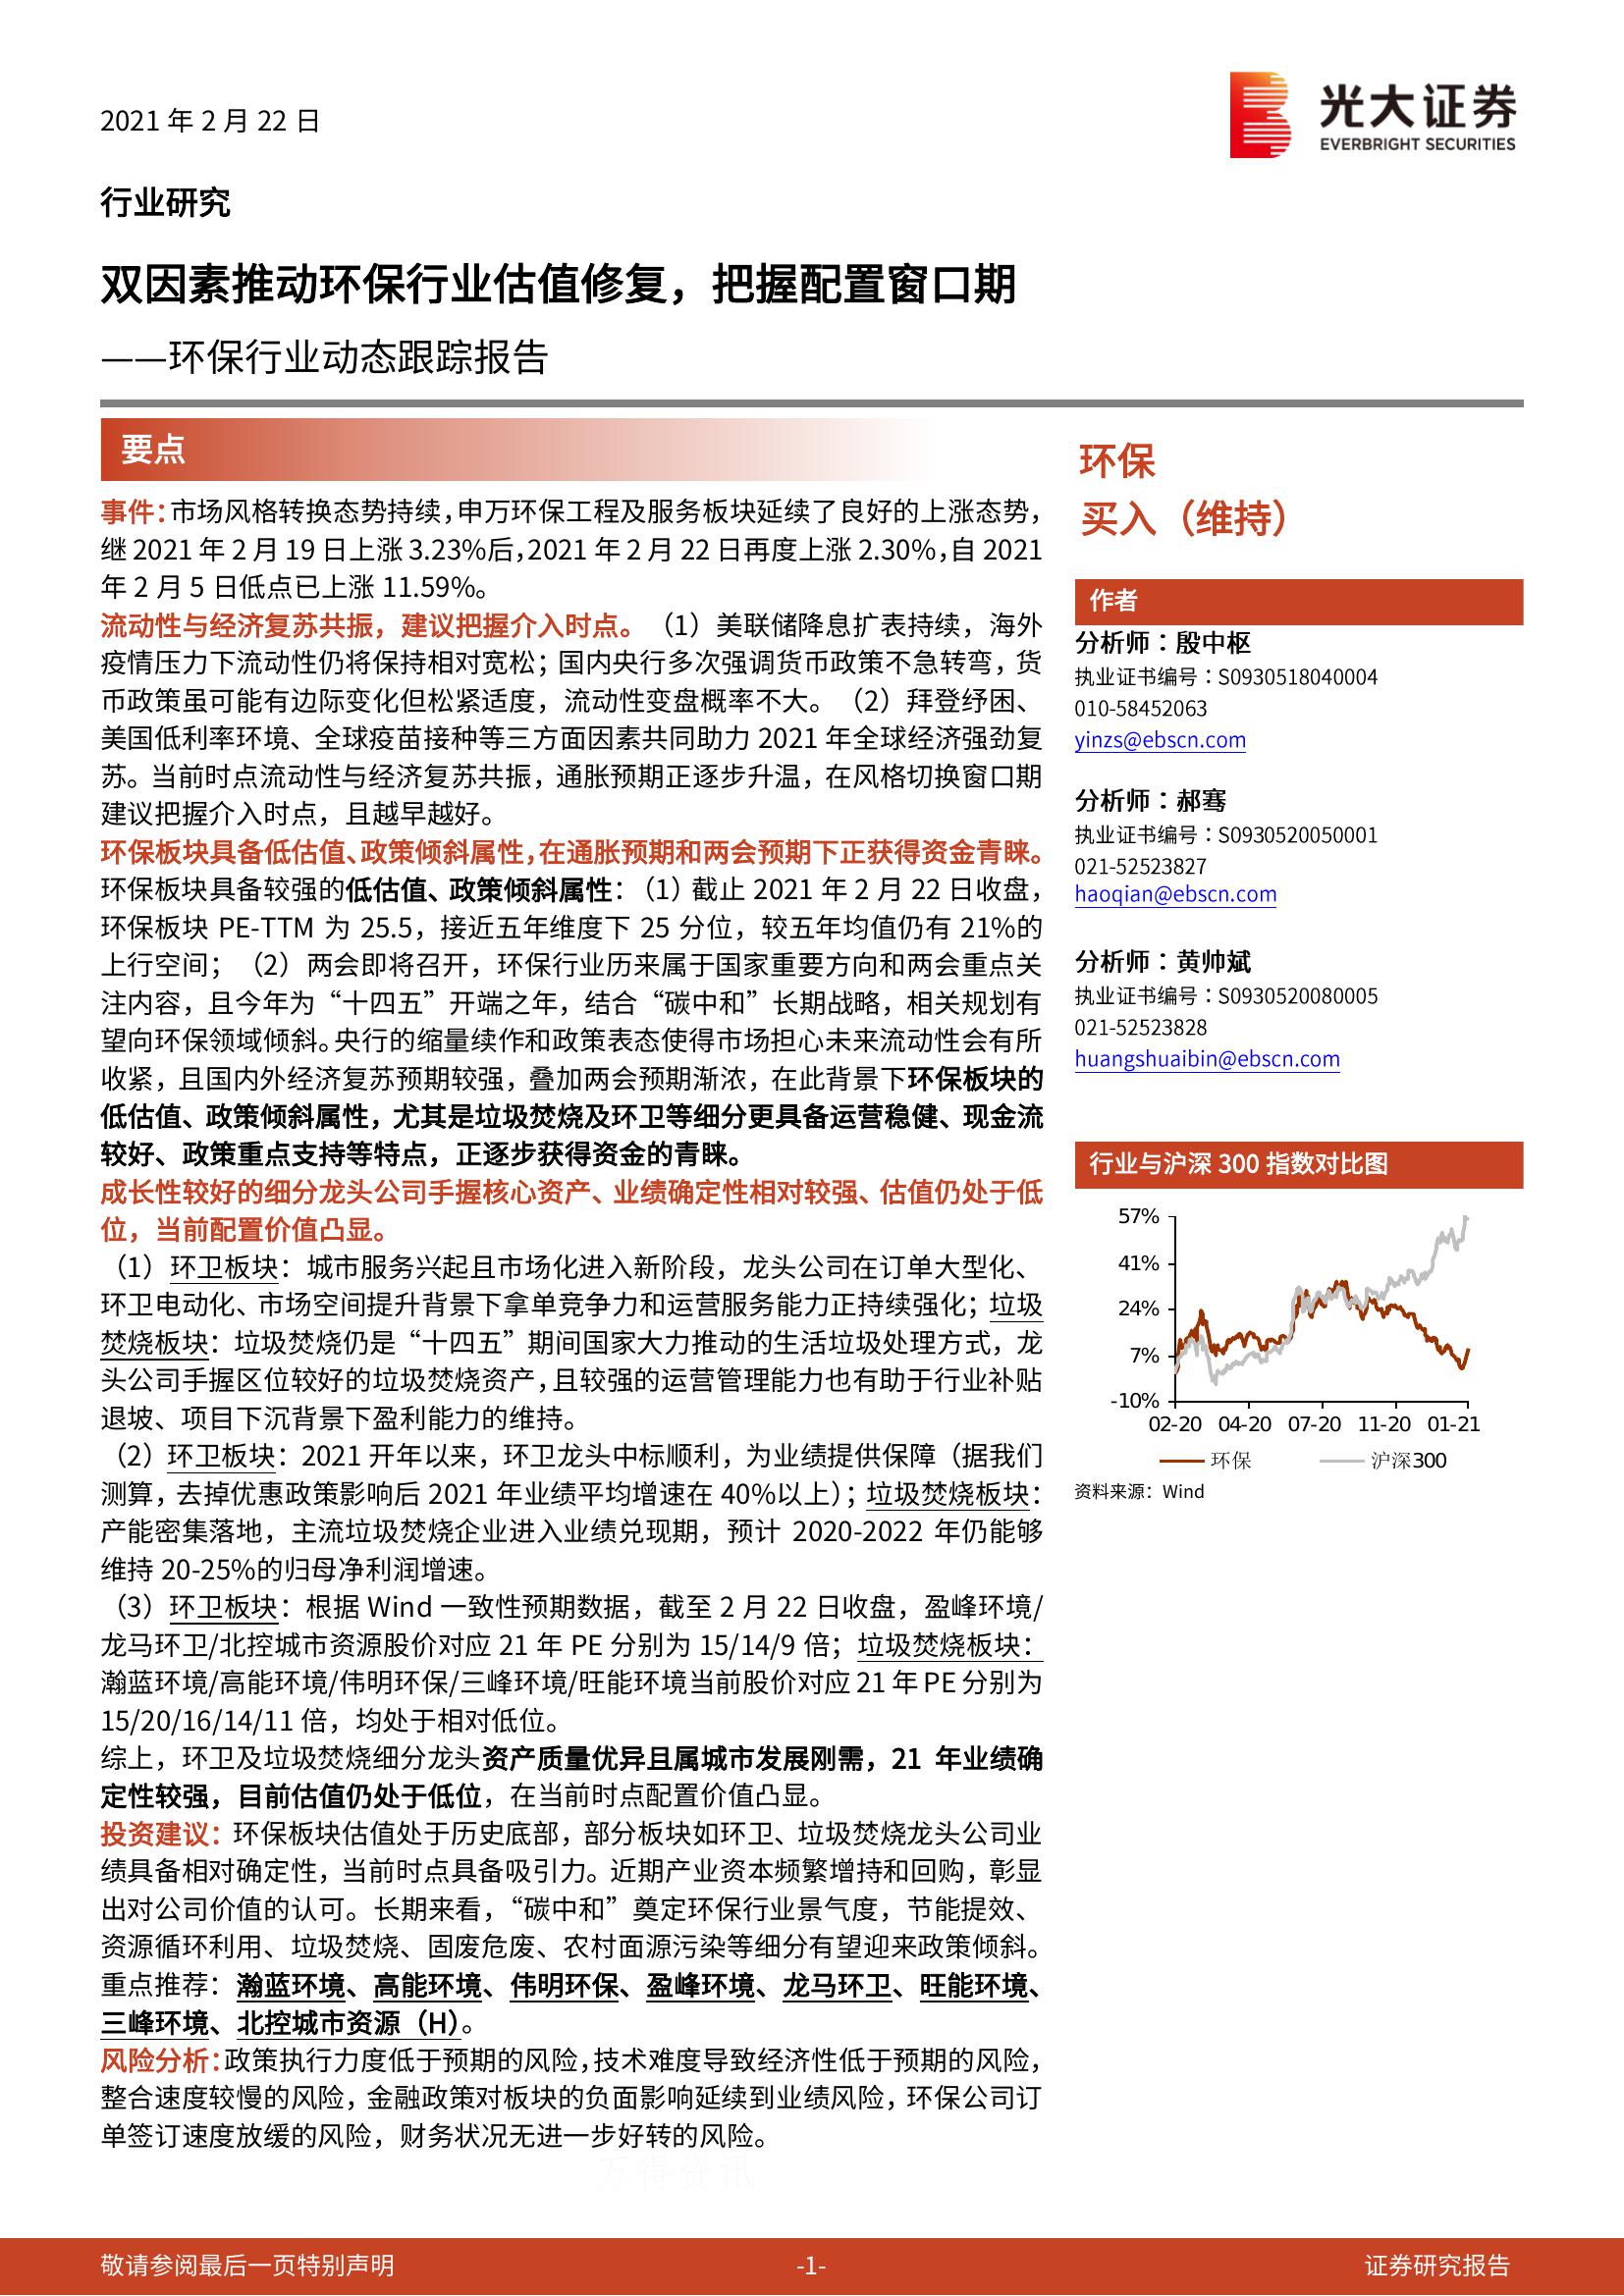 2021 年 2 月 22 日
光大证券
EVERBRIGHT SECURITIES
行业研究
双因素推动环保行业估值修复，把握配置窗口期
——环保行业动态跟踪报告
要点
事件：市场风格转换态势持续，申万环保工程及服务板块延续了良好的上涨态势，
继 2021 年 2 月 19 日上涨 3.23%后，2021 年 2 月 22 日再度上涨 2.30%，自 2021
年 2 月 5 日低点已上涨 11.59%。
流动性与经济复苏共振，建议把握介入时点。（1）美联储降息扩表持续，海外
疫情压力下流动性仍将保持相对宽松；国内央行多次强调货币政策不急转弯，货
币政策虽可能有边际变化但松紧适度，流动性变盘概率不大。（2）拜登纾困、
美国低利率环境、全球疫苗接种等三方面因素共同助力 2021 年全球经济强劲复
苏。当前时点流动性与经济复苏共振，通胀预期正逐步升温，在风格切换窗口期
建议把握介入时点，且越早越好。
环保板块具备低估值、政策倾斜属性，在通胀预期和两会预期下正获得资金青睐。
环保板块具备较强的低估值、政策倾斜属性：（1）截止 2021 年 2 月 22 日收盘，
环保板块 PE-TTM 为 25.5，接近五年维度下 25 分位，较五年均值仍有 21%的
上行空间；（2）两会即将召开，环保行业历来属于国家重要方向和两会重点关
注内容，且今年为“十四五”开端之年，结合“碳中和”长期战略，相关规划有
望向环保领域倾斜。央行的缩量续作和政策表态使得市场担心未来流动性会有所
收紧，且国内外经济复苏预期较强，叠加两会预期渐浓，在此背景下环保板块的
低估值、政策倾斜属性，尤其是垃圾焚烧及环卫等细分更具备运营稳健、现金流
较好、政策重点支持等特点，正逐步获得资金的青睐。
成长性较好的细分龙头公司手握核心资产、业绩确定性相对较强、估值仍处于低
位，当前配置价值凸显。
（1）环卫板块：城市服务兴起且市场化进入新阶段，龙头公司在订单大型化、
环卫电动化、市场空间提升背景下拿单竞争力和运营服务能力正持续强化；垃圾
焚烧板块：垃圾焚烧仍是“十四五”期间国家大力推动的生活垃圾处理方式，龙
头公司手握区位较好的垃圾焚烧资产，且较强的运营管理能力也有助于行业补贴
退坡、项目下沉背景下盈利能力的维持。
（2）环卫板块：2021 开年以来，环卫龙头中标顺利，为业绩提供保障（据我们
测算，去掉优惠政策影响后 2021 年业绩平均增速在 40%以上）；垃圾焚烧板块：
产能密集落地，主流垃圾焚烧企业进入业绩兑现期，预计 2020-2022 年仍能够
维持 20-25%的归母净利润增速。
（3）环卫板块：根据 Wind 一致性预期数据，截至 2 月 22 日收盘，盈峰环境/
龙马环卫/北控城市资源股价对应 21 年 PE 分别为 15/14/9 倍；垃圾焚烧板块：
瀚蓝环境/高能环境/伟明环保/三峰环境/旺能环境当前股价对应 21 年 PE 分别为
15/20/16/14/11 倍，均处于相对低位。
综上，环卫及垃圾焚烧细分龙头资产质量优异且属城市发展刚需，21 年业绩确
定性较强，目前估值仍处于低位，在当前时点配置价值凸显。
投资建议：环保板块估值处于历史底部，部分板块如环卫、垃圾焚烧龙头公司业
绩具备相对确定性，当前时点具备吸引力。近期产业资本频繁增持和回购，彰显
出对公司价值的认可。长期来看，“碳中和”奠定环保行业景气度，节能提效、
资源循环利用、垃圾焚烧、固废危废、农村面源污染等细分有望迎来政策倾斜。
重点推荐：瀚蓝环境、高能环境、伟明环保、盈峰环境、龙马环卫、旺能环境、
三峰环境、北控城市资源（H）。
风险分析：政策执行力度低于预期的风险，技术难度导致经济性低于预期的风险，
整合速度较慢的风险，金融政策对板块的负面影响延续到业绩风险，环保公司订
单签订速度放缓的风险，财务状况无进一步好转的风险。
环保
买入（维持）
作者
分析师：殷中枢
执业证书编号：S0930518040004
010-58452063
yinzs@ebscn.com
分析师：郝骞
执业证书编号：S0930520050001
021-52523827
haoqian@ebscn.com
分析师：黄帅斌
执业证书编号：S0930520080005
021-52523828
huangshuaibin@ebscn.com
行业与沪深 300 指数对比图
57%
41%
24%
7%
-10%
02-20 04-20 07-20 11-20 01-21
环保 沪深300
资料来源：Wind
万得资讯
敬请参阅最后一页特别声明 -1- 证券研究报告